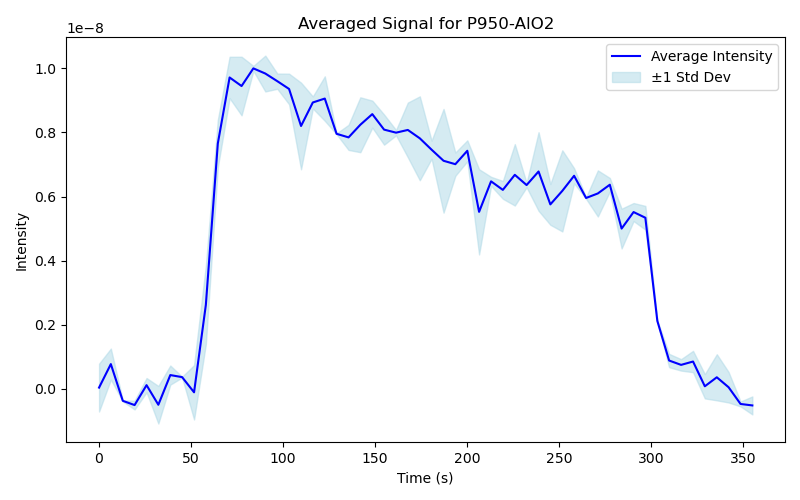 Averaged Signal for P950-AlO2
1e−8
Average Intensity
±1 Std Dev
1.0
0.8
0.6
0.4
0.2
0.0
Intensity
0 50 100 150 200 250 300 350
Time (s)